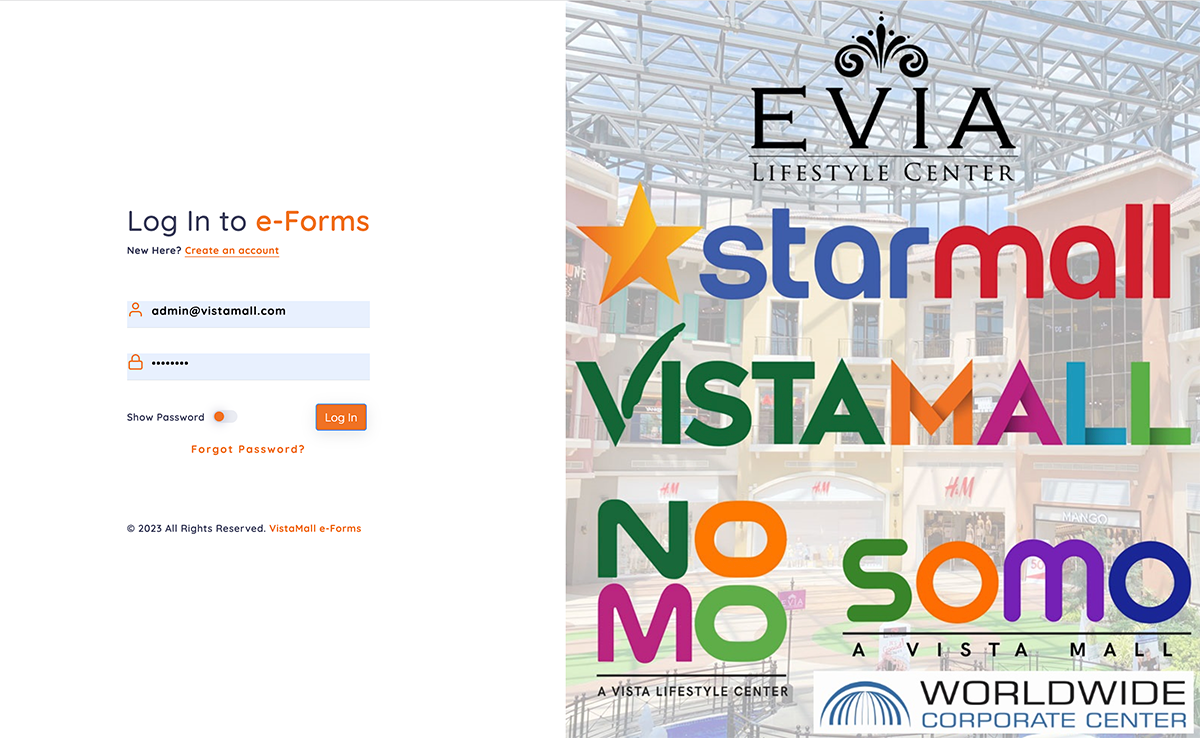 Log In to e-Forms
New Here? Create an account
admin@vistamall.com
••••••••
Show Password
Log In
Forgot Password?
© 2023 All Rights Reserved. VistaMall e-Forms
EVIA
LIFESTYLE CENTER
starmall
VISTAMALL
H&M
H&M
H&M
MANGO
NO
MO
A VISTA LIFESTYLE CENTER
EVIA
SOMO
A VISTA MALL
WORLDWIDE
CORPORATE CENTER